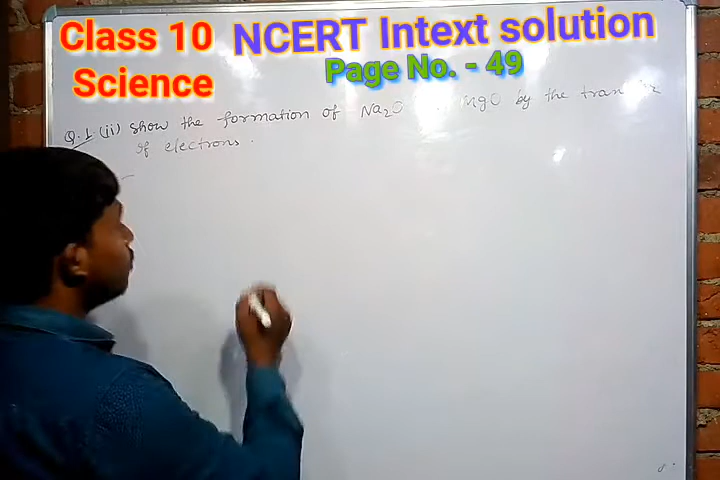 Class 10 NCERT Intext solution
Science Page No. - 49
Q.1 (ii) Show the formation of Na₂O MgO by the
of electrons.